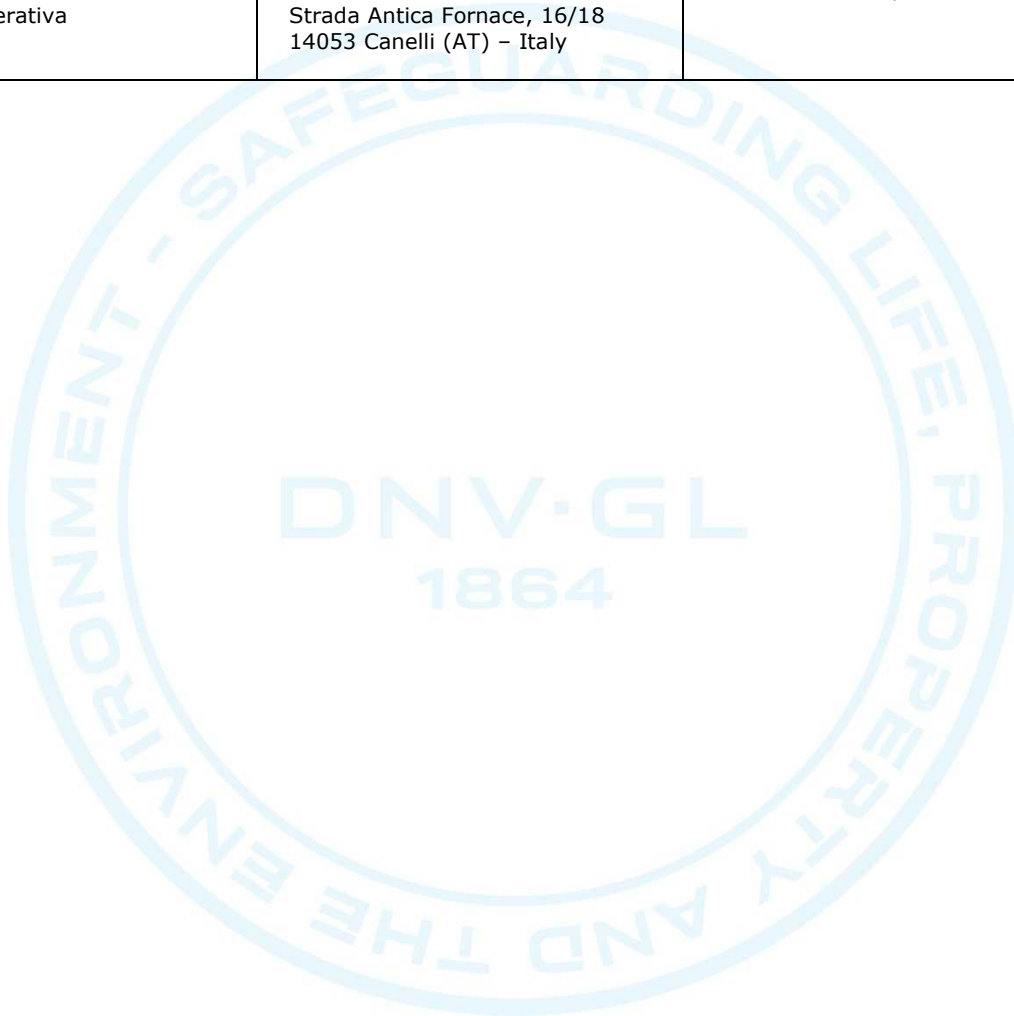 erativa
Strada Antica Fornace, 16/18
14053 Canelli (AT) – Italy
SAFEGUARDING LIFE, PROPERTY AND THE ENVIRONMENT -
DNV·GL
1864